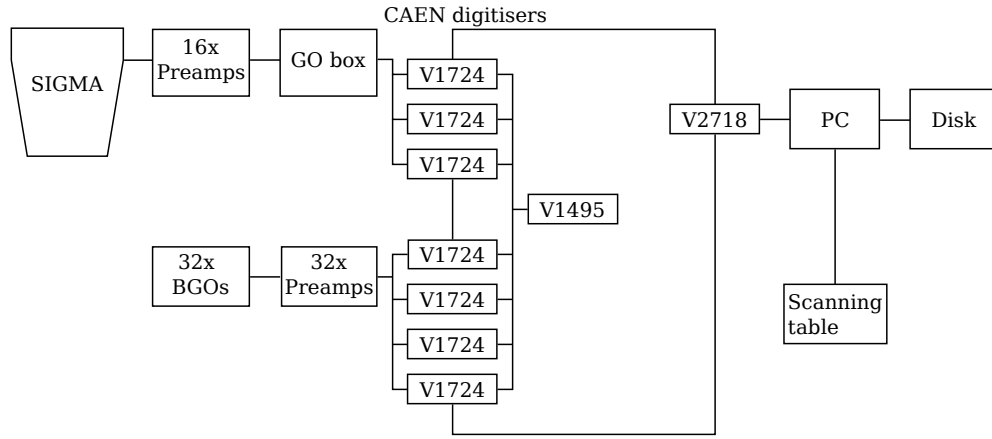 CAEN digitisers
SIGMA
16x
Preamps
GO box
V1724
V1724
V1724
V2718
PC
Disk
V1495
32x
BGOs
32x
Preamps
V1724
V1724
V1724
V1724
Scanning
table